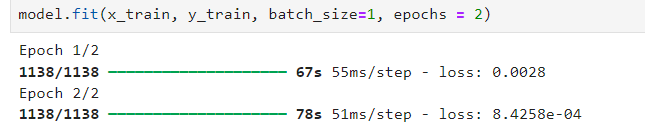 model.fit(x_train, y_train, batch_size=1, epochs = 2)
Epoch 1/2
1138/1138 ━━━━━━━━━━━━━━━━━━━━ 67s 55ms/step - loss: 0.0028
Epoch 2/2
1138/1138 ━━━━━━━━━━━━━━━━━━━━ 78s 51ms/step - loss: 8.4258e-04